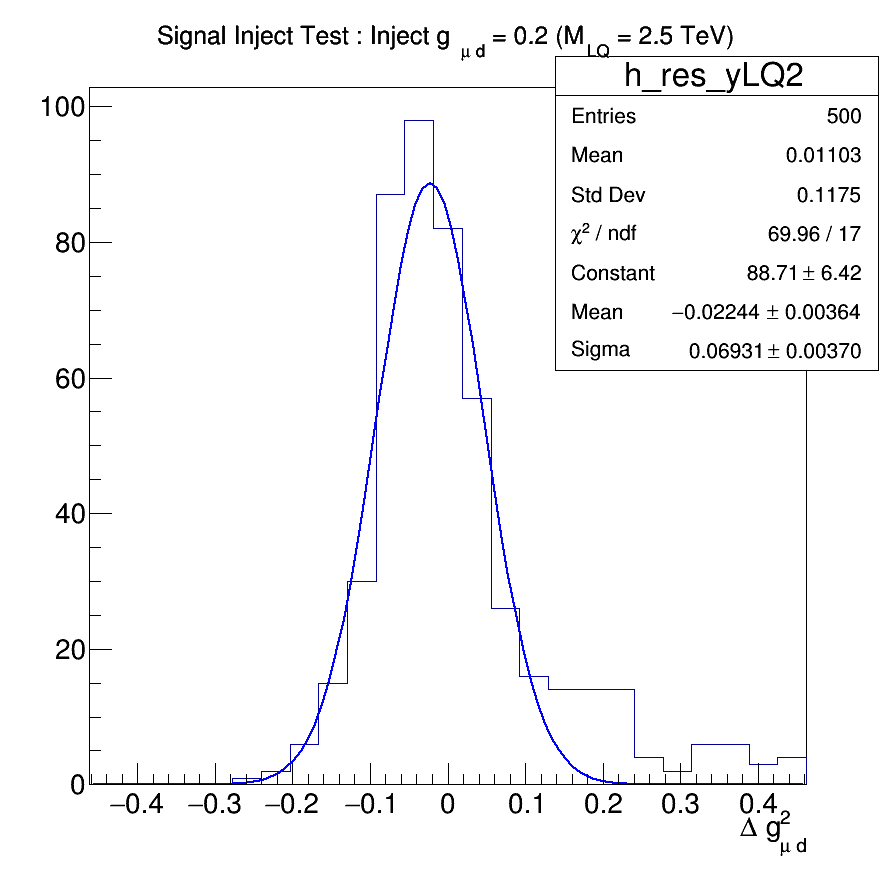 Signal Inject Test : Inject g μ d = 0.2 (M LQ = 2.5 TeV)
h_res_yLQ2
Entries 500
Mean 0.01103
Std Dev 0.1175
χ² / ndf 69.96 / 17
Constant 88.71 ± 6.42
Mean −0.02244 ± 0.00364
Sigma 0.06931 ± 0.00370
100
80
60
40
20
0
−0.4 −0.3 −0.2 −0.1 0 0.1 0.2 0.3 0.4
Δ g²μ d